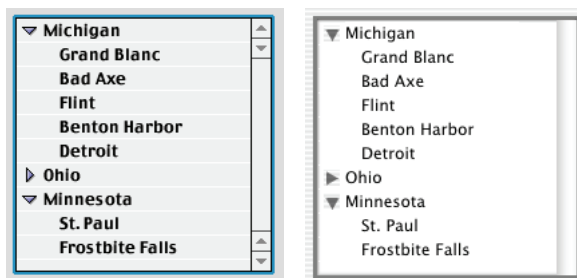 Michigan
Grand Blanc
Bad Axe
Flint
Benton Harbor
Detroit
Ohio
Minnesota
St. Paul
Frostbite Falls
Michigan
Grand Blanc
Bad Axe
Flint
Benton Harbor
Detroit
Ohio
Minnesota
St. Paul
Frostbite Falls